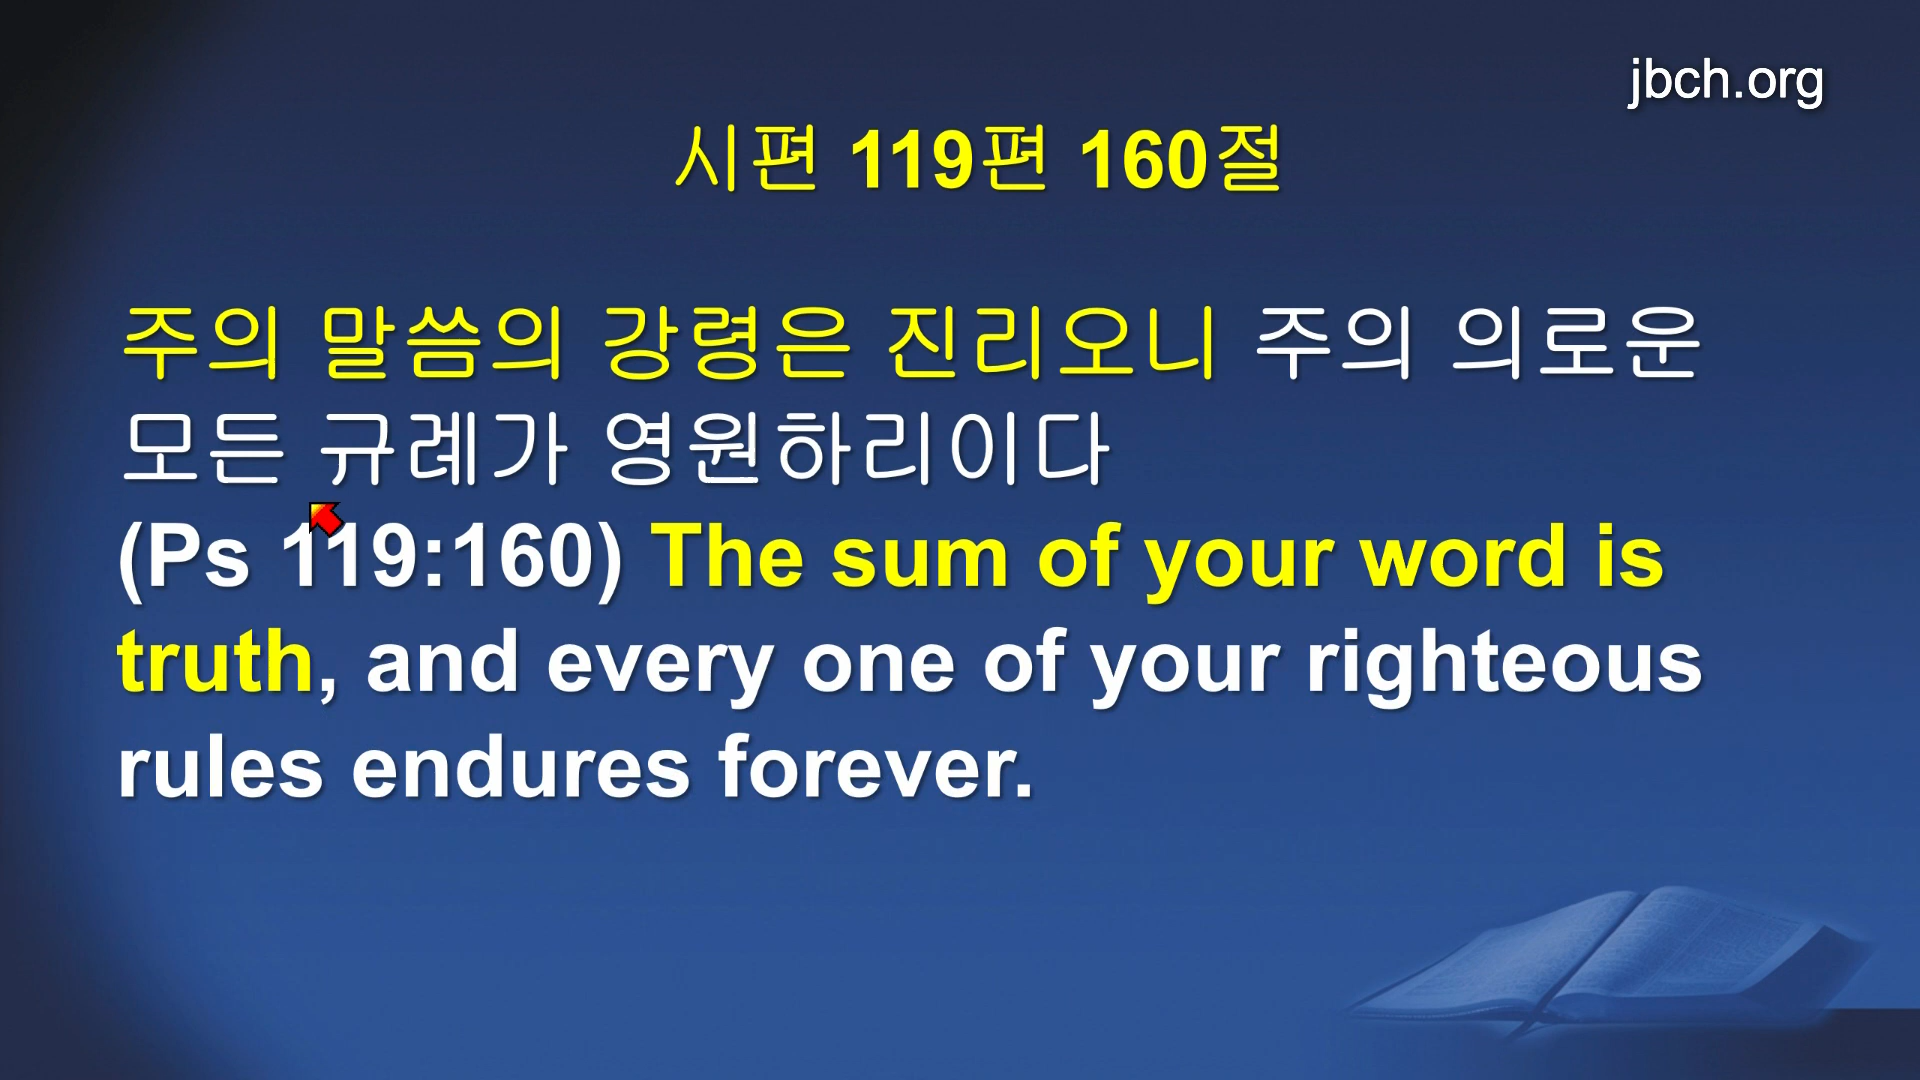 jbch.org
시편 119편 160절
주의 말씀의 강령은 진리오니 주의 의로운
모든 규례가 영원하리이다
(Ps 119:160) The sum of your word is
truth, and every one of your righteous
rules endures forever.